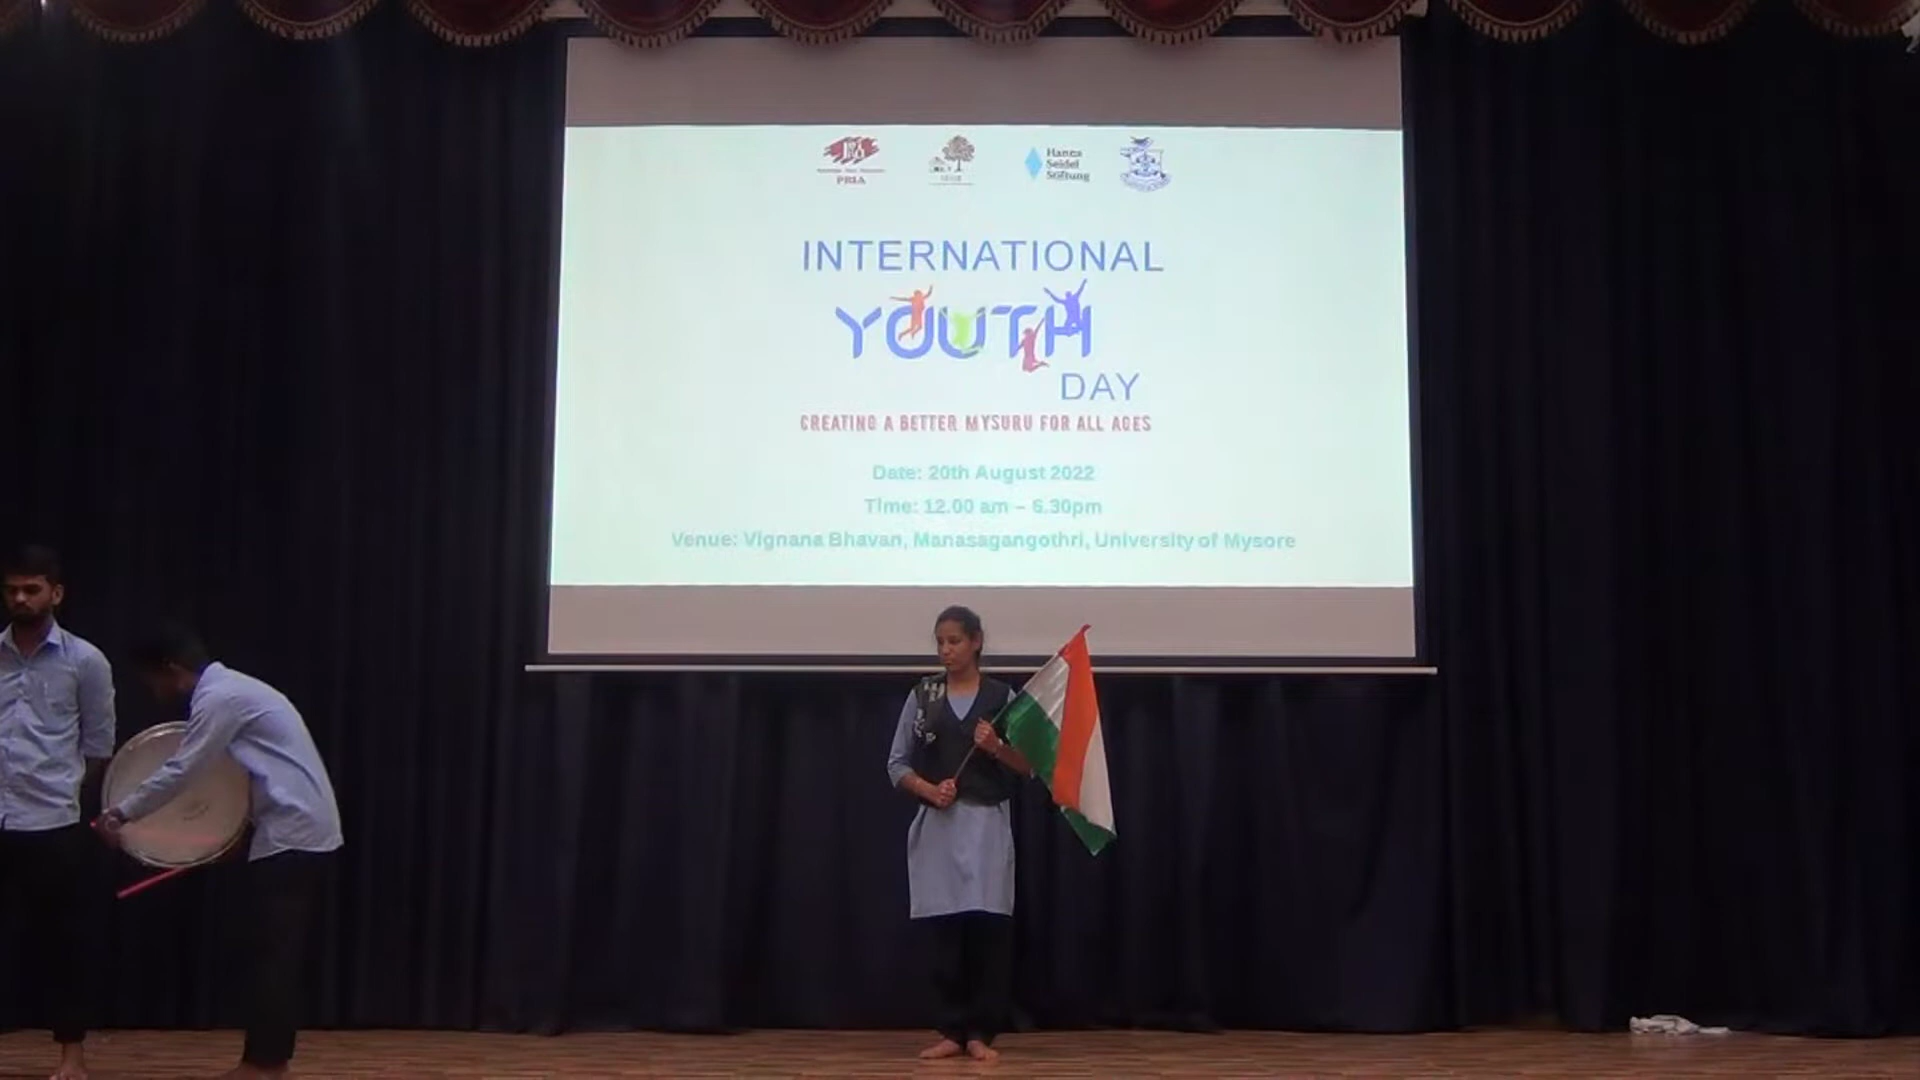 PRIA
Hanns
Seidel
Stiftung
INTERNATIONAL
YOUTH
DAY
CREATING A BETTER MYSURU FOR ALL AGES
Date: 20th August 2022
Time: 12.00 am – 6.30pm
Venue: Vignana Bhavan, Manasagangothri, University of Mysore